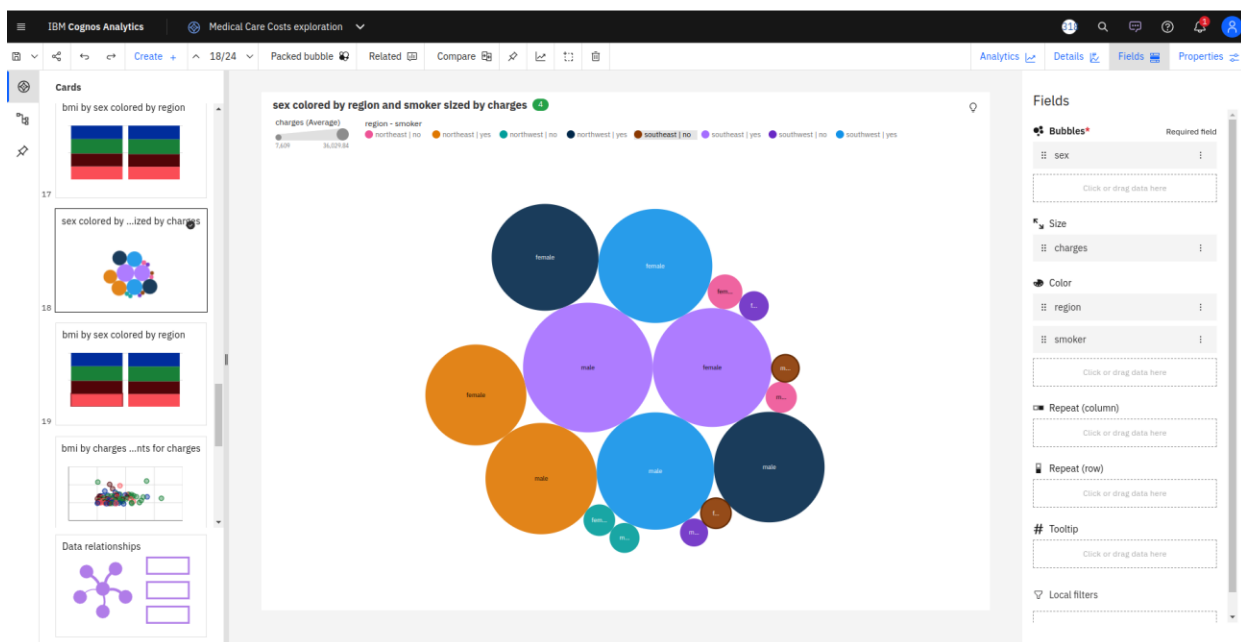 IBM Cognos Analytics
Medical Care Costs exploration
318
1
Create +
18/24
Packed bubble
Related
Compare
Analytics
Details
Fields
Properties
Cards
bmi by sex colored by region
17
sex colored by ...ized by charges
18
bmi by sex colored by region
19
bmi by charges ...nts for charges
Data relationships
sex colored by region and smoker sized by charges 4
charges (Average)
7,609 36,029.84
region - smoker
northeast | no northeast | yes northwest | no northwest | yes southeast | no southeast | yes southwest | no southwest | yes
female
female
fem...
f...
male
female
m...
m...
female
male
male
male
fem...
m...
m...
f...
Fields
Bubbles* Required field
sex
Click or drag data here
Size
charges
Color
region
smoker
Click or drag data here
Repeat (column)
Click or drag data here
Repeat (row)
Click or drag data here
# Tooltip
Click or drag data here
Local filters